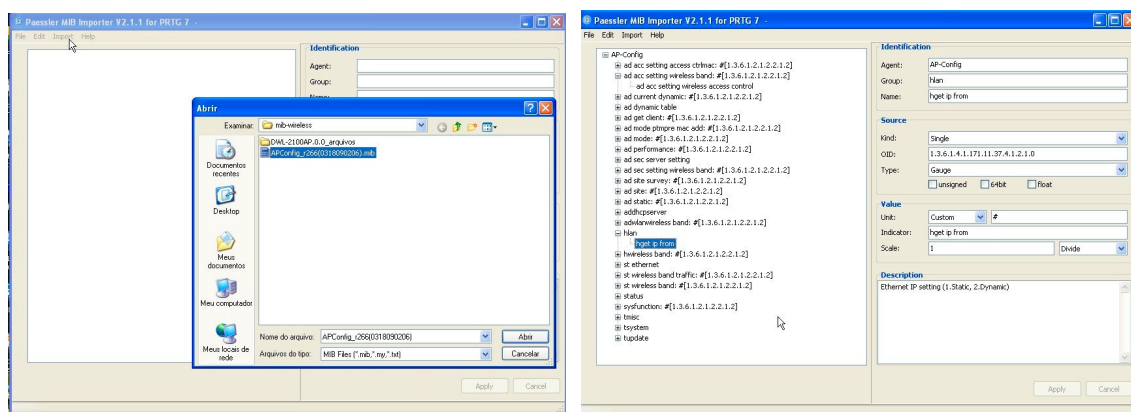 Paessler MIB Importer V2.1.1 for PRTG 7 -
File Edit Import Help
Identification
Agent:
Group:
Name:
Abrir
Examinar: mib-wireless
DWL-2100AP.0.0_arquivos
APConfig_r266(0318090206).mib
Documentos recentes
Desktop
Meus documentos
Meu computador
Meus locais de rede
Nome do arquivo: APConfig_r266(0318090206) Abrir
Arquivos do tipo: MIB Files (*.mib,*.my,*.txt) Cancelar
Apply Cancel
Paessler MIB Importer V2.1.1 for PRTG 7 -
File Edit Import Help
AP-Config
ad acc setting access ctrlmac: #[1.3.6.1.2.1.2.2.1.2]
ad acc setting wireless band: #[1.3.6.1.2.1.2.2.1.2]
ad acc setting wireless access control
ad current dynamic: #[1.3.6.1.2.1.2.2.1.2]
ad dynamic table
ad get client: #[1.3.6.1.2.1.2.2.1.2]
ad mode ptmpre mac add: #[1.3.6.1.2.1.2.2.1.2]
ad mode: #[1.3.6.1.2.1.2.2.1.2]
ad performance: #[1.3.6.1.2.1.2.2.1.2]
ad sec server setting
ad sec setting wireless band: #[1.3.6.1.2.1.2.2.1.2]
ad site survey: #[1.3.6.1.2.1.2.2.1.2]
ad site: #[1.3.6.1.2.1.2.2.1.2]
ad static: #[1.3.6.1.2.1.2.2.1.2]
addhcpserver
adwlanwireless band: #[1.3.6.1.2.1.2.2.1.2]
hlan
hget ip from
hwireless band: #[1.3.6.1.2.1.2.2.1.2]
st ethernet
st wireless band traffic: #[1.3.6.1.2.1.2.2.1.2]
st wireless band: #[1.3.6.1.2.1.2.2.1.2]
status
sysfunction: #[1.3.6.1.2.1.2.2.1.2]
tmisc
tsystem
tupdate
Identification
Agent: AP-Config
Group: hlan
Name: hget ip from
Source
Kind: Single
OID: 1.3.6.1.4.1.171.11.37.4.1.2.1.0
Type: Gauge
unsigned 64bit float
Value
Unit: Custom #
Indicator: hget ip from
Scale: 1 Divide
Description
Ethernet IP setting (1.Static, 2.Dynamic)
Apply Cancel